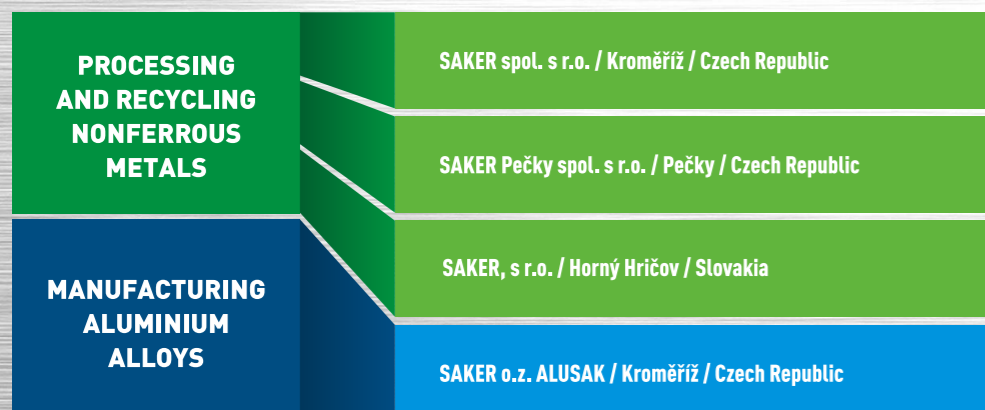 PROCESSING
AND RECYCLING
NONFERROUS
METALS
SAKER spol. s r.o. / Kroměříž / Czech Republic
SAKER Pečky spol. s r.o. / Pečky / Czech Republic
SAKER, s r.o. / Horný Hričov / Slovakia
MANUFACTURING
ALUMINIUM
ALLOYS
SAKER o.z. ALUSAK / Kroměříž / Czech Republic